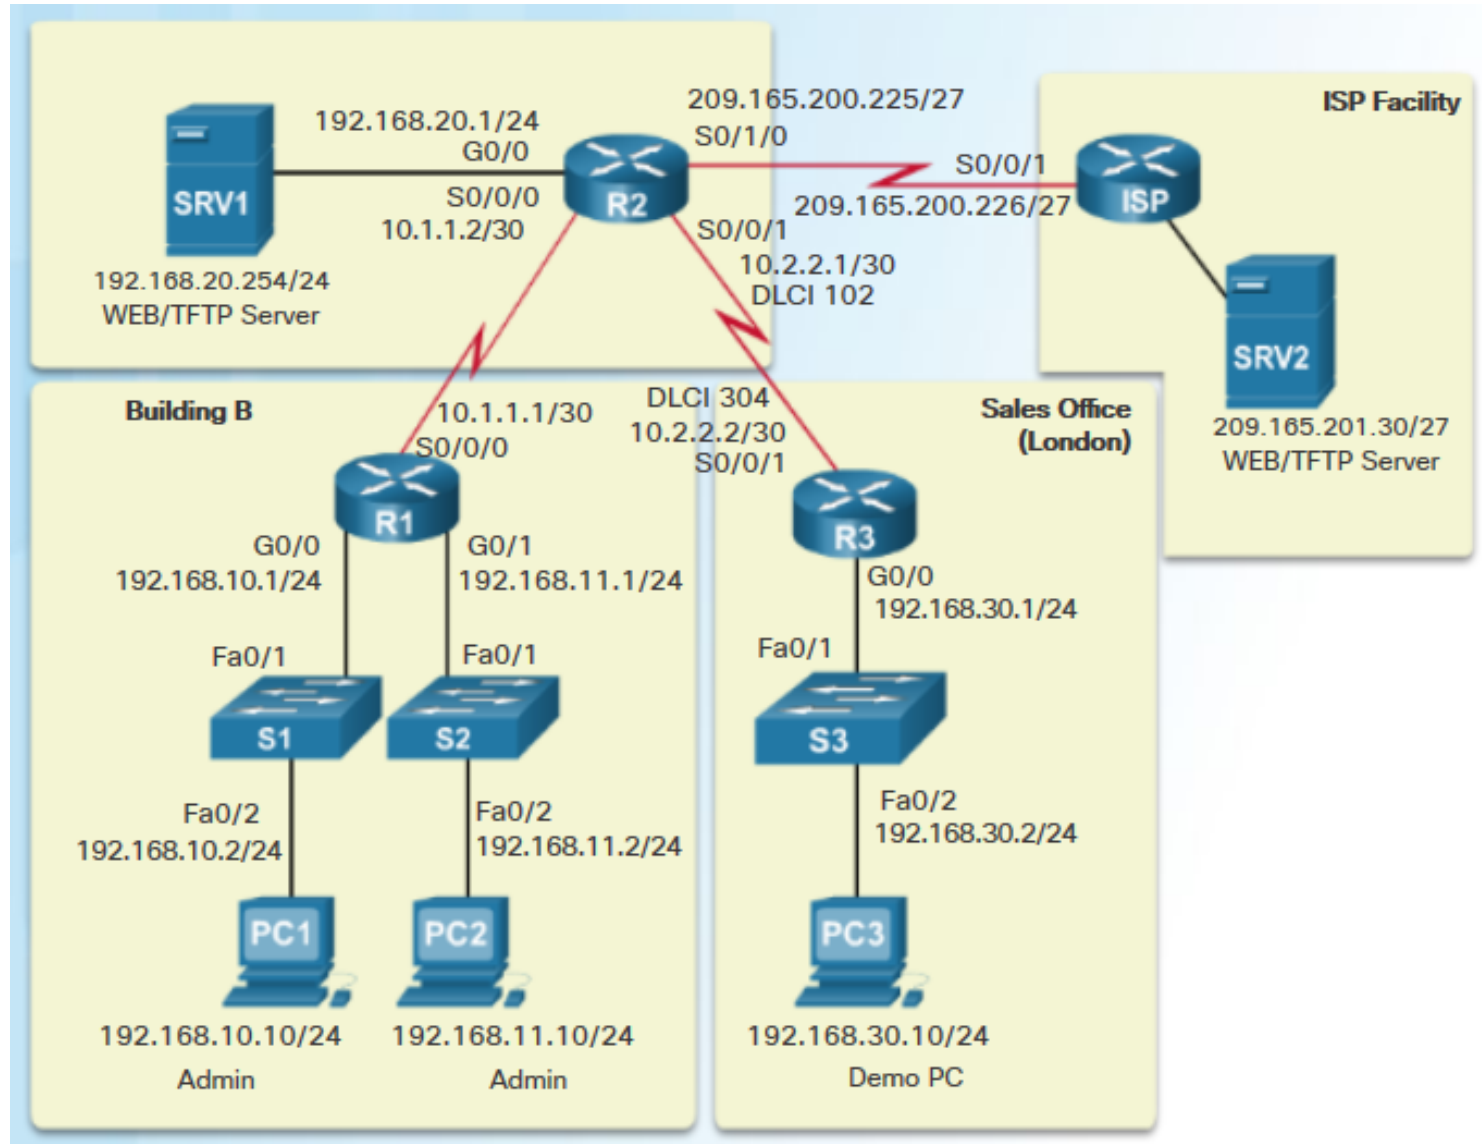 ISP Facility
209.165.200.225/27
192.168.20.1/24
S0/1/0
G0/0
S0/0/1
SRV1
S0/0/0
R2
ISP
209.165.200.226/27
10.1.1.2/30
S0/0/1
10.2.2.1/30
192.168.20.254/24
DLCI 102
WEB/TFTP Server
SRV2
Building B
10.1.1.1/30
DLCI 304
Sales Office
(London)
209.165.201.30/27
WEB/TFTP Server
10.2.2.2/30
S0/0/0
S0/0/1
R1
R3
G0/0
G0/1
192.168.10.1/24
192.168.11.1/24
G0/0
192.168.30.1/24
Fa0/1
Fa0/1
Fa0/1
S1
S2
S3
Fa0/2
192.168.10.2/24
Fa0/2
192.168.11.2/24
Fa0/2
192.168.30.2/24
PC1
PC2
PC3
192.168.10.10/24
192.168.11.10/24
192.168.30.10/24
Admin
Admin
Demo PC